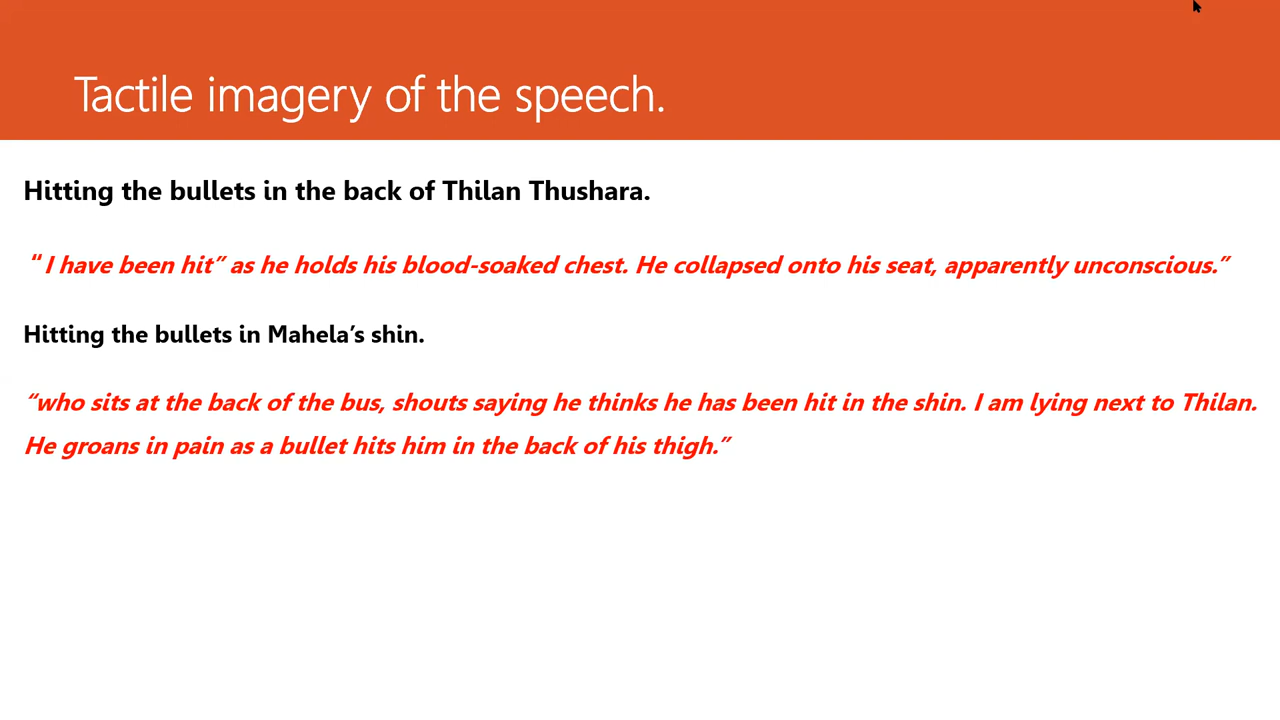 Tactile imagery of the speech.
Hitting the bullets in the back of Thilan Thushara.
“I have been hit” as he holds his blood-soaked chest. He collapsed onto his seat, apparently unconscious.”
Hitting the bullets in Mahela’s shin.
“who sits at the back of the bus, shouts saying he thinks he has been hit in the shin. I am lying next to Thilan.
He groans in pain as a bullet hits him in the back of his thigh.”